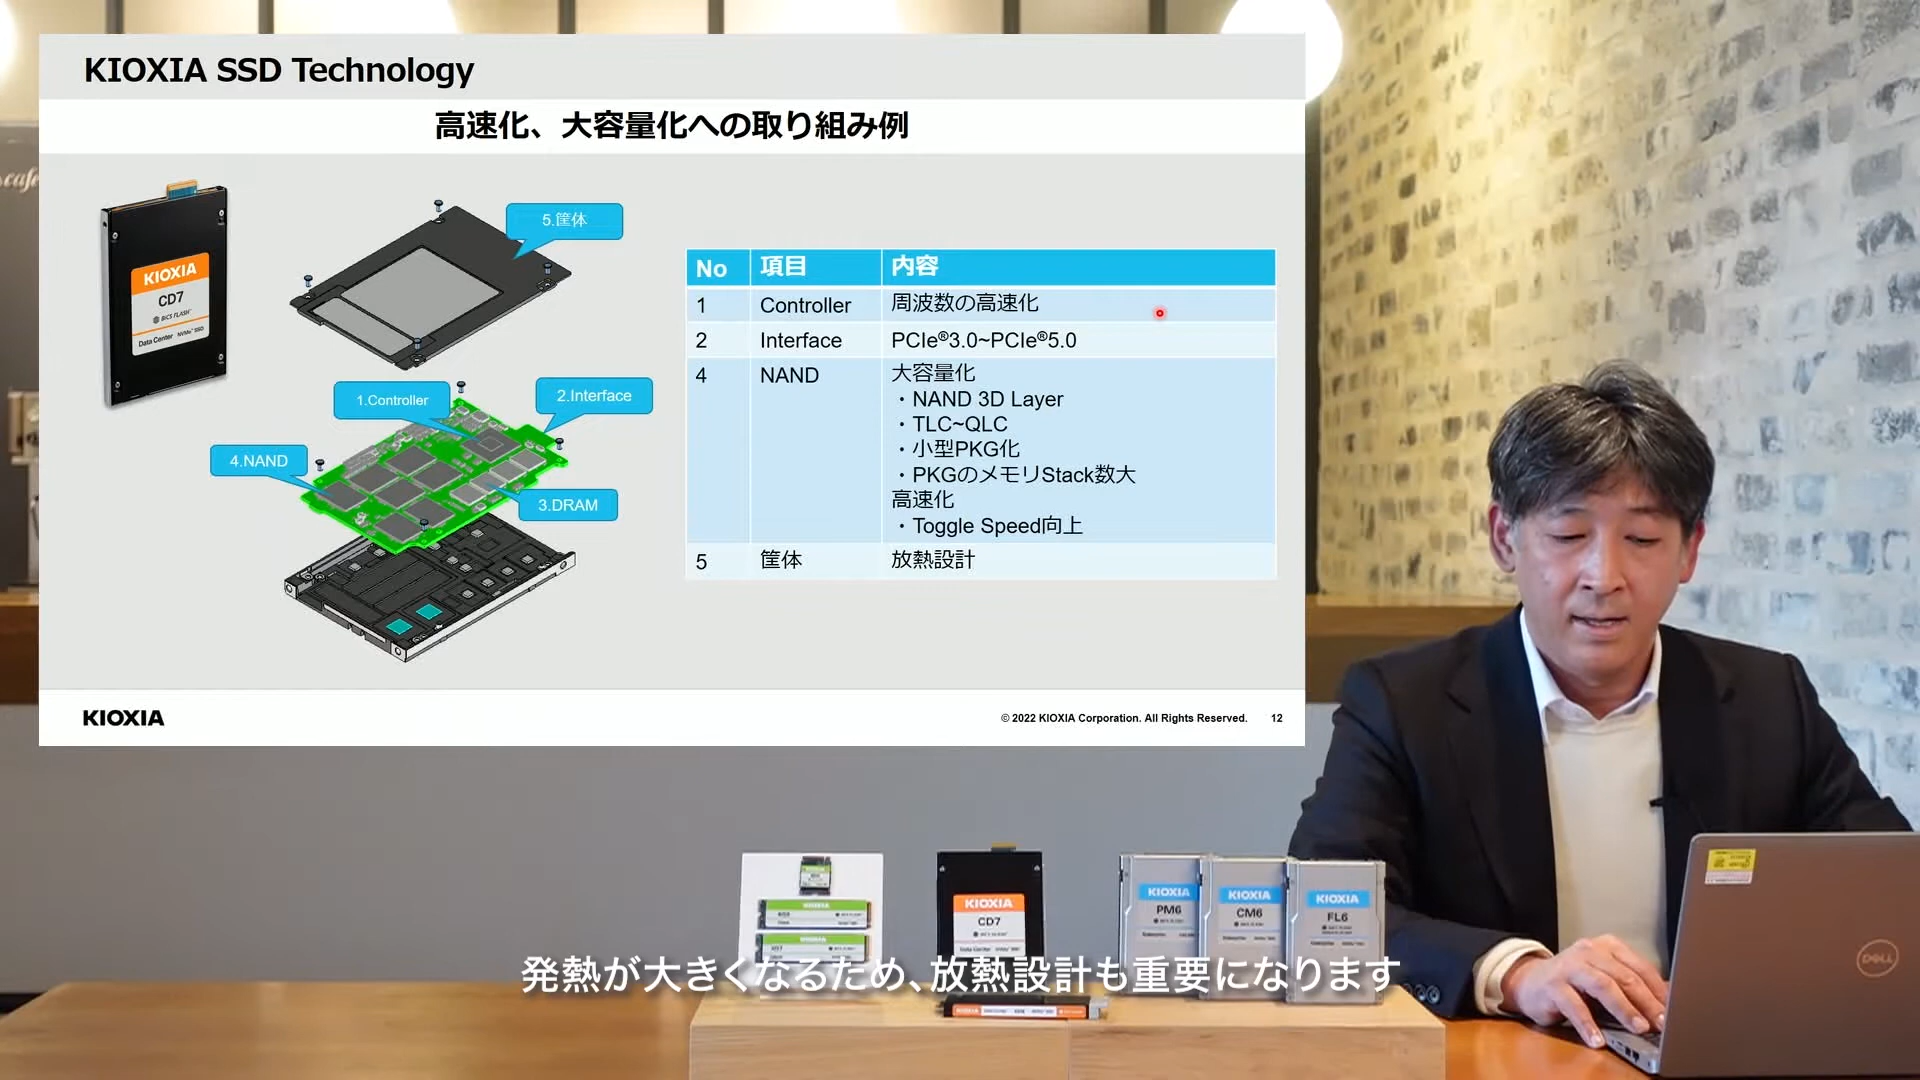 KIOXIA SSD Technology
高速化、大容量化への取り組み例
cafe
KIOXIA
CD7
BiCS FLASH™
Data Center NVMe™ SSD
5.筐体
1.Controller
2.Interface
4.NAND
3.DRAM
No 項目 内容
1 Controller 周波数の高速化
2 Interface PCIe®3.0~PCIe®5.0
4 NAND 大容量化
・NAND 3D Layer
・TLC~QLC
・小型PKG化
・PKGのメモリStack数大
高速化
・Toggle Speed向上
5 筐体 放熱設計
KIOXIA
© 2022 KIOXIA Corporation. All Rights Reserved. 12
KIOXIA
CD7
KIOXIA
PM6
KIOXIA
CM6
KIOXIA
FL6
DELL
発熱が大きくなるため、放熱設計も重要になります